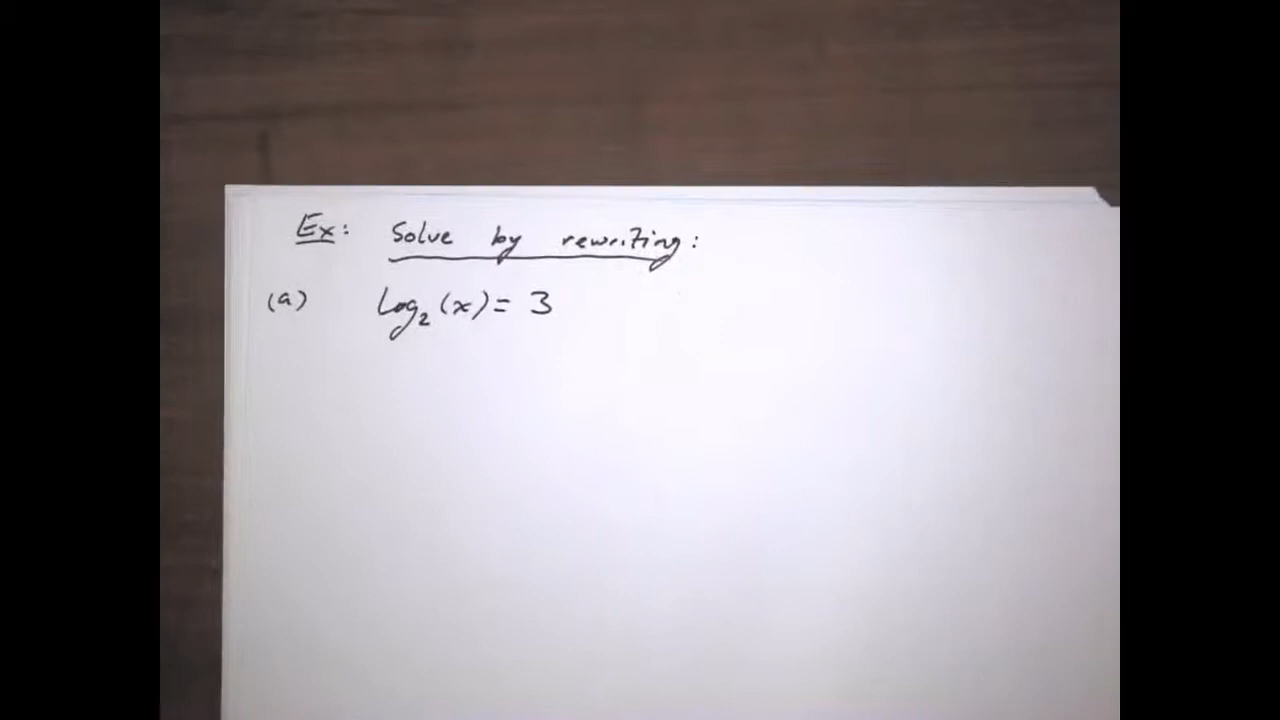 Ex: Solve by rewriting:
(a) log₂(x) = 3